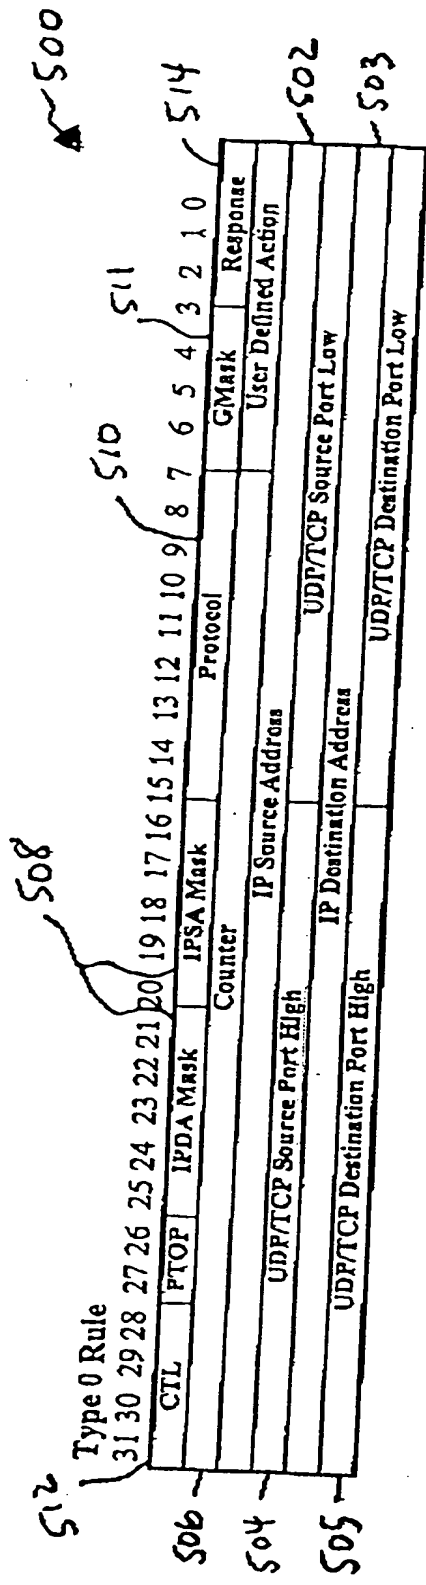 500
Type 0 Rule
31 30 29 28 27 26 25 24 23 22 21 20 19 18 17 16 15 14 13 12 11 10 9 8 7 6 5 4 3 2 1 0
512
508
510
511
514
CTL PTOP IPDA Mask IPSA Mask Protocol GMask Response
506
Counter User Defined Action
504
IP Source Address
502
UDP/TCP Source Port High UDP/TCP Source Port Low
505
IP Destination Address
503
UDP/TCP Destination Port High UDP/TCP Destination Port Low